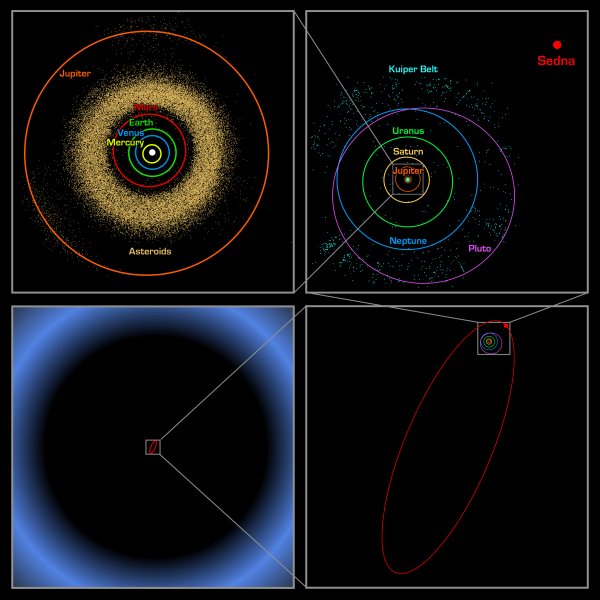 Jupiter
Mars
Earth
Venus
Mercury
Asteroids
Sedna
Kuiper Belt
Uranus
Saturn
Jupiter
Neptune
Pluto